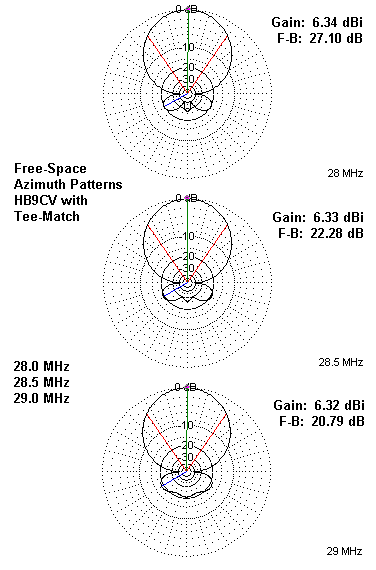 0 dB
10
20
30
Gain: 6.34 dBi
F-B: 27.10 dB
28 MHz
Free-Space
Azimuth Patterns
HB9CV with
Tee-Match
0 dB
10
20
30
Gain: 6.33 dBi
F-B: 22.28 dB
28.5 MHz
28.0 MHz
28.5 MHz
29.0 MHz
0 dB
10
20
30
Gain: 6.32 dBi
F-B: 20.79 dB
29 MHz